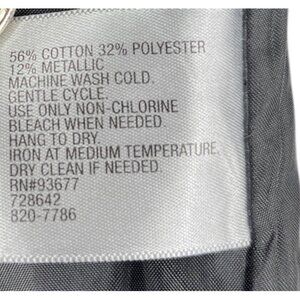 56% COTTON 32% POLYESTER
12% METALLIC
MACHINE WASH COLD.
GENTLE CYCLE.
USE ONLY NON-CHLORINE
BLEACH WHEN NEEDED
HANG TO DRY.
IRON AT MEDIUM TEMPERATURE.
DRY CLEAN IF NEEDED.
RN#93677
728642
820-7786